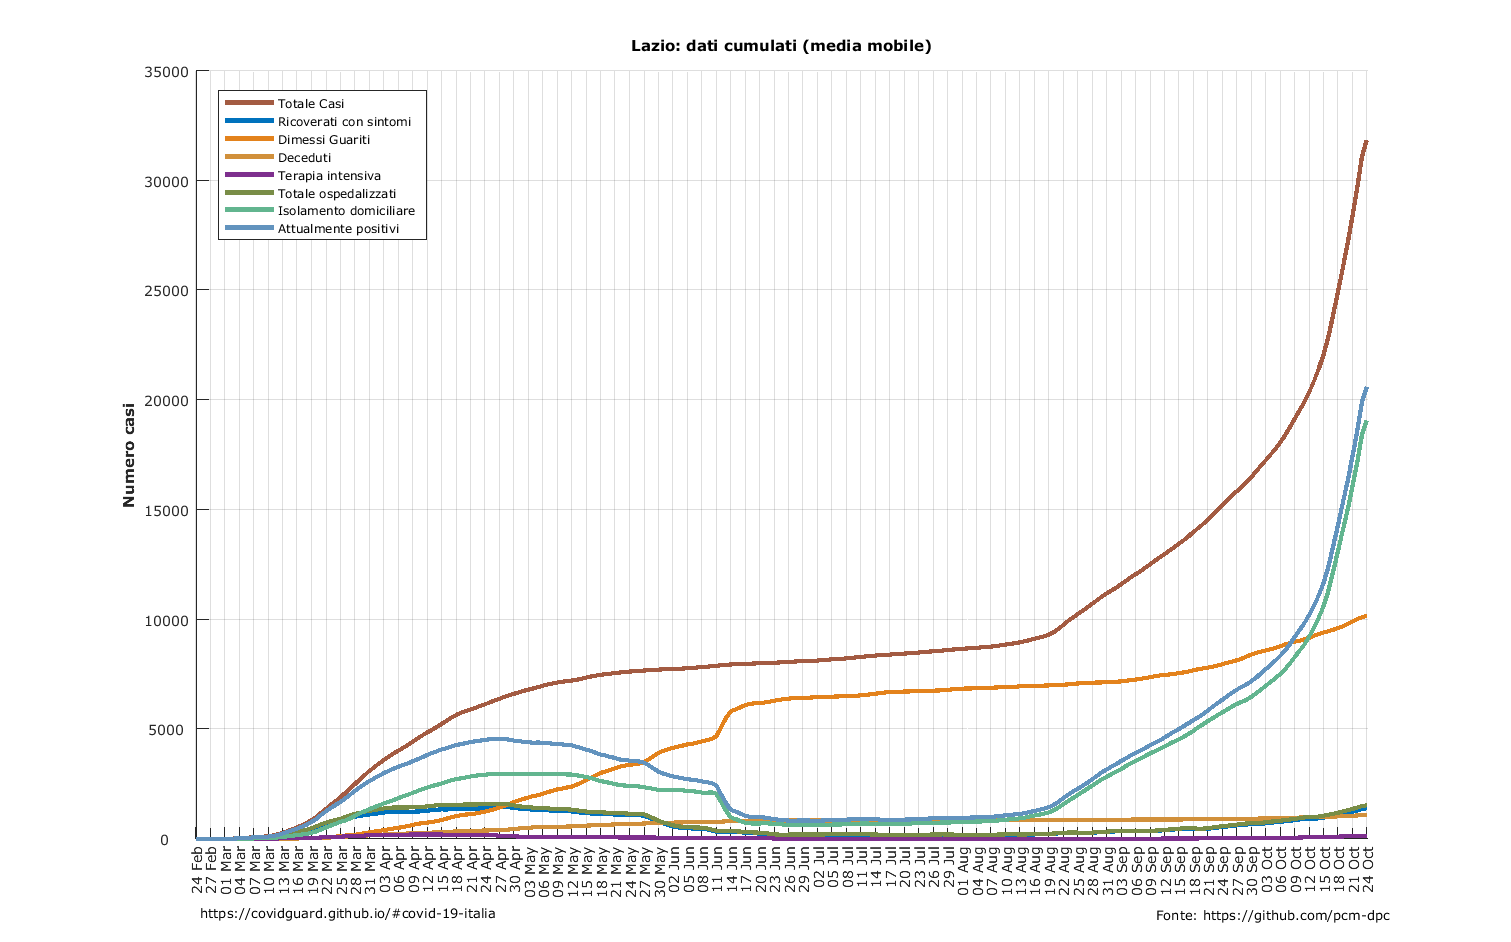 Lazio: dati cumulati (media mobile)
35000
30000
25000
20000
15000
10000
5000
0
Numero casi
Totale Casi
Ricoverati con sintomi
Dimessi Guariti
Deceduti
Terapia intensiva
Totale ospedalizzati
Isolamento domiciliare
Attualmente positivi
24 Feb
27 Feb
01 Mar
04 Mar
07 Mar
10 Mar
13 Mar
16 Mar
19 Mar
22 Mar
25 Mar
28 Mar
31 Mar
03 Apr
06 Apr
09 Apr
12 Apr
15 Apr
18 Apr
21 Apr
24 Apr
27 Apr
30 Apr
03 May
06 May
09 May
12 May
15 May
18 May
21 May
24 May
27 May
30 May
02 Jun
05 Jun
08 Jun
11 Jun
14 Jun
17 Jun
20 Jun
23 Jun
26 Jun
29 Jun
02 Jul
05 Jul
08 Jul
11 Jul
14 Jul
17 Jul
20 Jul
23 Jul
26 Jul
29 Jul
01 Aug
04 Aug
07 Aug
10 Aug
13 Aug
16 Aug
19 Aug
22 Aug
25 Aug
28 Aug
31 Aug
03 Sep
06 Sep
09 Sep
12 Sep
15 Sep
18 Sep
21 Sep
24 Sep
27 Sep
30 Sep
03 Oct
06 Oct
09 Oct
12 Oct
15 Oct
18 Oct
21 Oct
24 Oct
https://covidguard.github.io/#covid-19-italia
Fonte: https://github.com/pcm-dpc